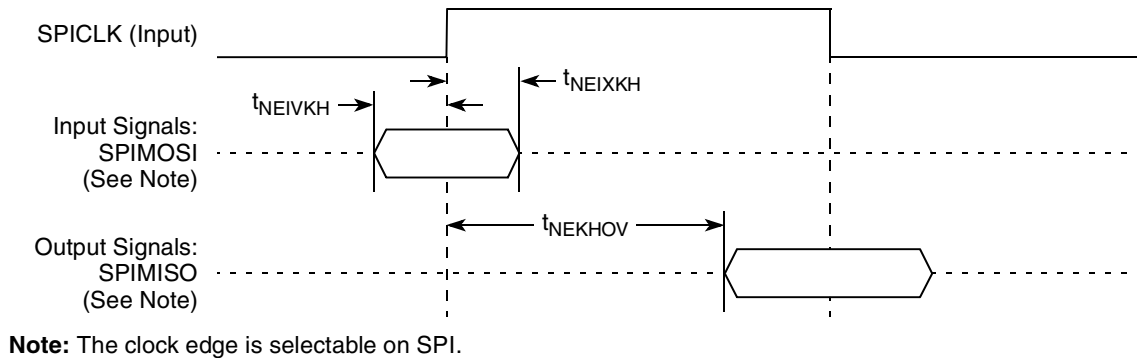 SPICLK (Input)
tNEIXKH
tNEIVKH
Input Signals:
SPIMOSI
(See Note)
tNEKHOV
Output Signals:
SPIMISO
(See Note)
Note: The clock edge is selectable on SPI.